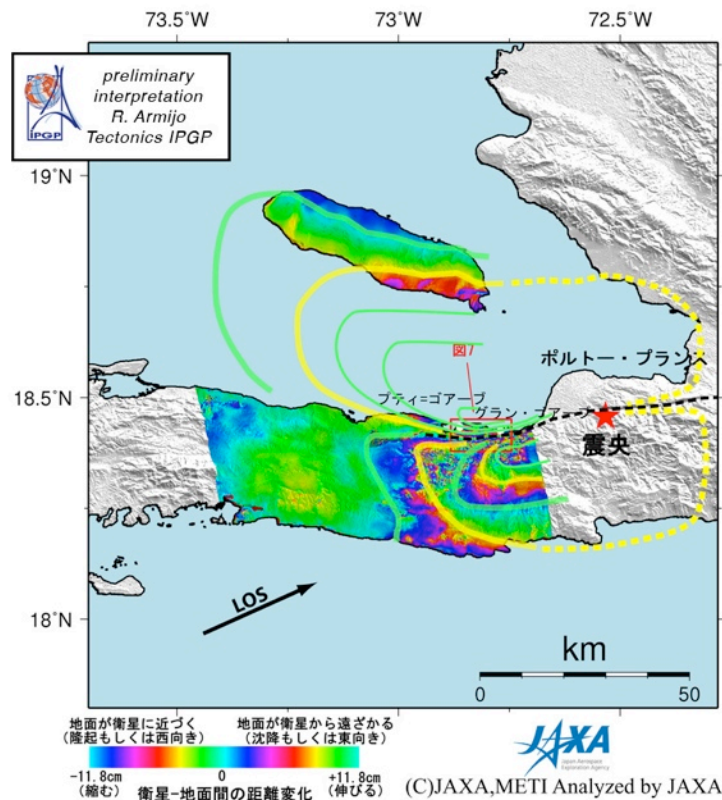 73.5˚W
73˚W
72.5˚W
IPGP
preliminary
interpretation
R. Armijo
Tectonics IPGP
19˚N
図7
ポルトー・プランス
18.5˚N
プティ=ゴアーブ
グラン・ゴアーブ
震央
18˚N
LOS
km
0
50
地面が衛星に近づく
(隆起もしくは西向き)
地面が衛星から遠ざかる
(沈降もしくは東向き)
-11.8cm
(縮む)
0
衛星-地面間の距離変化
+11.8cm
(伸びる)
JAXA
Japan Aerospace
Exploration Agency
(C)JAXA,METI Analyzed by JAXA